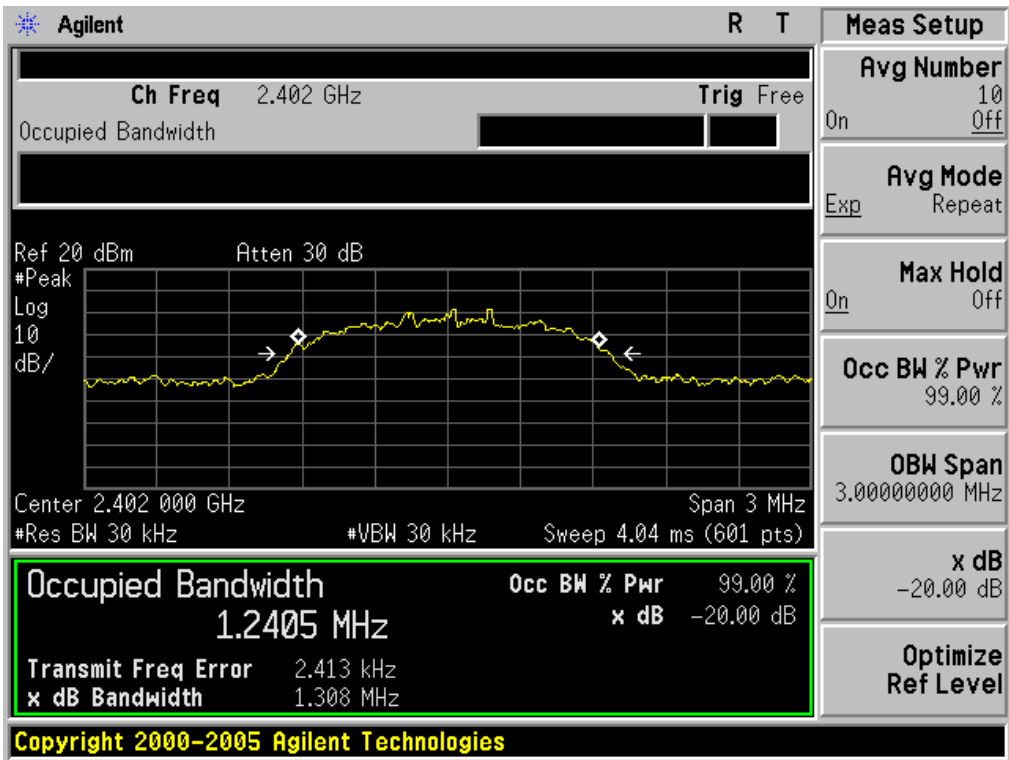 Agilent R T
Ch Freq 2.402 GHz Trig Free
Occupied Bandwidth
Ref 20 dBm Atten 30 dB
#Peak
Log
10
dB/
Center 2.402 000 GHz Span 3 MHz
#Res BW 30 kHz #VBW 30 kHz Sweep 4.04 ms (601 pts)
Occupied Bandwidth
1.2405 MHz
Occ BW % Pwr 99.00 %
x dB -20.00 dB
Transmit Freq Error 2.413 kHz
x dB Bandwidth 1.308 MHz
Copyright 2000-2005 Agilent Technologies
Meas Setup
Avg Number
10
On Off
Avg Mode
Exp Repeat
Max Hold
On Off
Occ BW % Pwr
99.00 %
OBW Span
3.00000000 MHz
x dB
-20.00 dB
Optimize
Ref Level